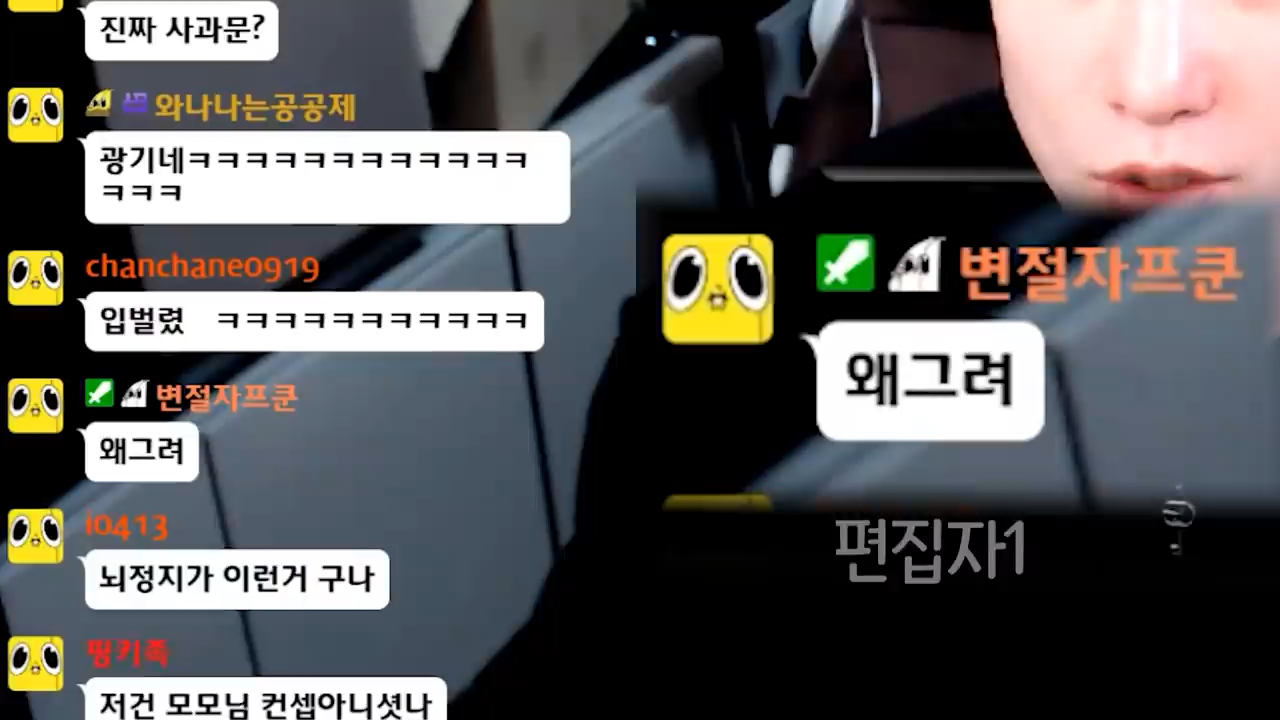 진짜 사과문?
와나나는공공제
광기네ㅋㅋㅋㅋㅋㅋㅋㅋㅋㅋㅋㅋ
ㅋㅋㅋ
chanchane0919
입벌렸 ㅋㅋㅋㅋㅋㅋㅋㅋㅋㅋㅋ
변절자프쿤
왜그려
i0413
뇌정지가 이런거 구나
핑키족
저건 모모님 컨셉아니셧나
변절자프쿤
왜그려
편집자1